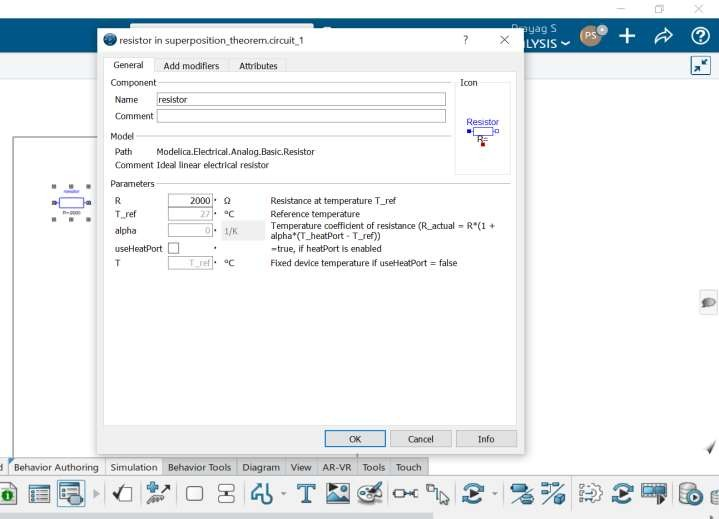 Prayag S
LYSIS
PS
resistor in superposition_theorem.circuit_1
?
General Add modifiers Attributes
Component
Icon
Name resistor
Comment
Resistor
R=
Model
Path Modelica.Electrical.Analog.Basic.Resistor
Comment Ideal linear electrical resistor
Parameters
R 2000 Ω Resistance at temperature T_ref
T_ref 27 °C Reference temperature
alpha 0 1/K Temperature coefficient of resistance (R_actual = R*(1 +
alpha*(T_heatPort - T_ref))
useHeatPort =true, if heatPort is enabled
T T_ref °C Fixed device temperature if useHeatPort = false
resistor
R=2000
OK Cancel Info
d Behavior Authoring Simulation Behavior Tools Diagram View AR-VR Tools Touch